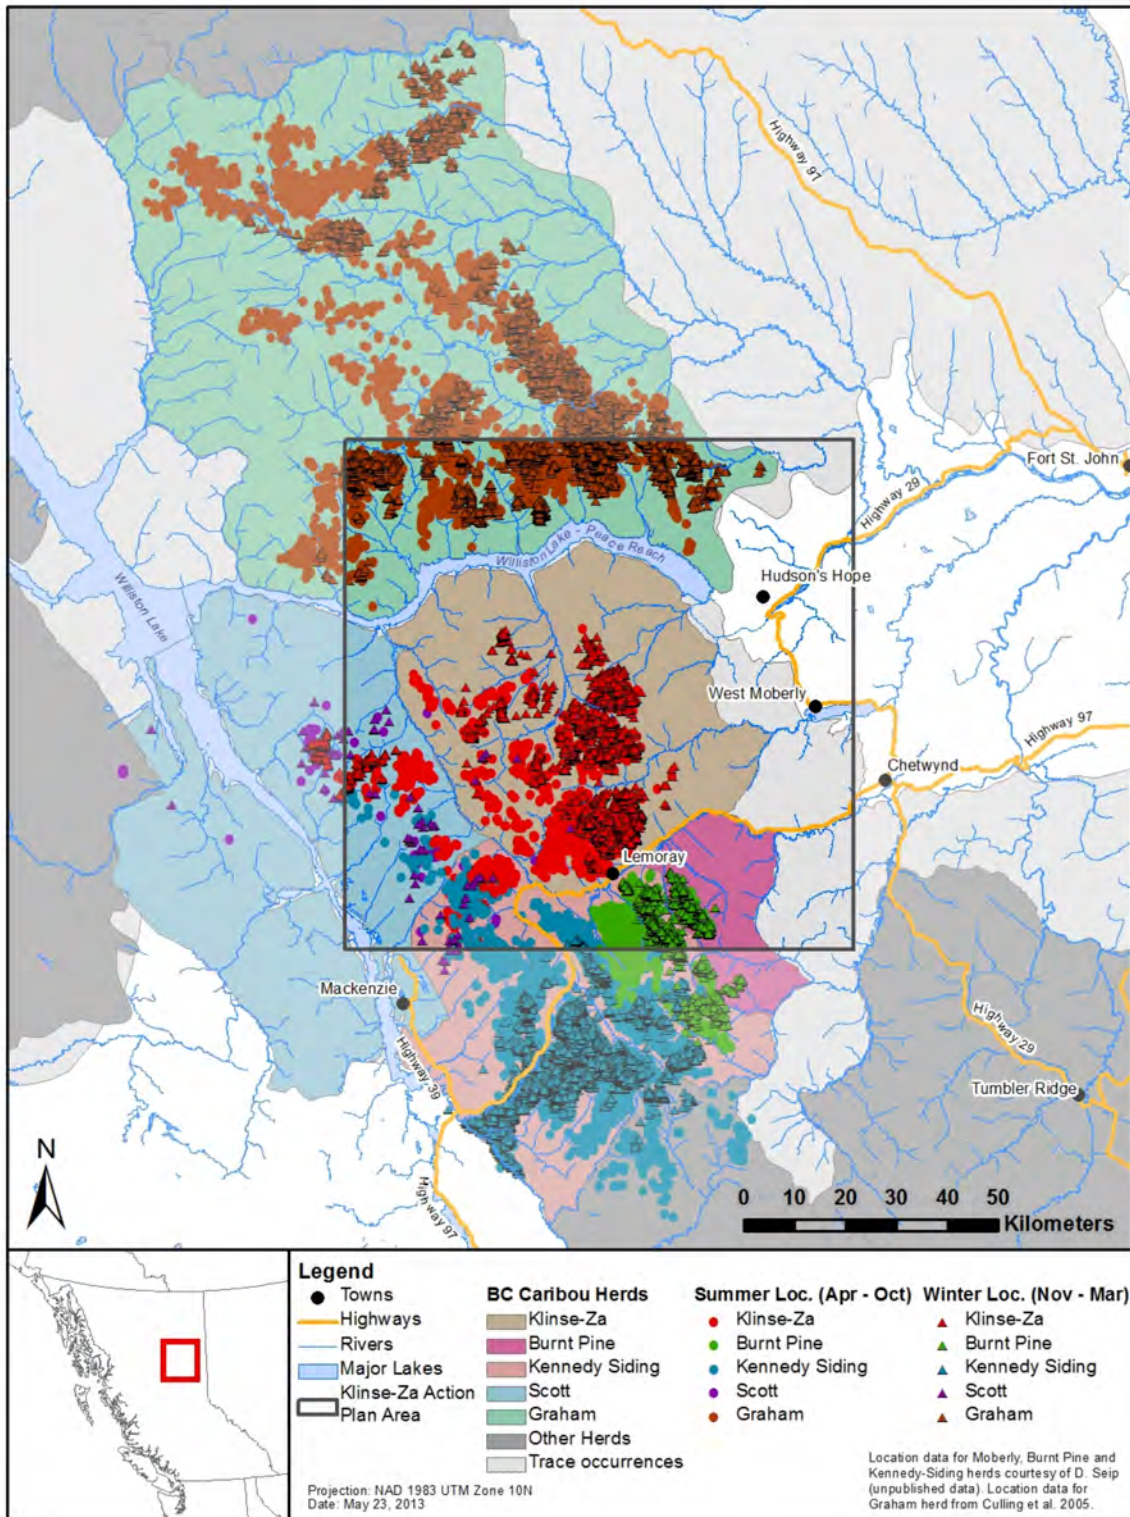 Highway 97
Fort St. John
Highway 29
Williston Lake - Peace Reach
Hudson's Hope
Williston Lake
West Moberly
Highway 97
Chetwynd
Lemoray
Mackenzie
Highway 39
Highway 29
Tumbler Ridge
N
Highway 97
0 10 20 30 40 50
Kilometers
Legend
Towns
Highways
Rivers
Major Lakes
Klinse-Za Action
Plan Area
BC Caribou Herds
Klinse-Za
Burnt Pine
Kennedy Siding
Scott
Graham
Other Herds
Trace occurrences
Summer Loc. (Apr - Oct)
Klinse-Za
Burnt Pine
Kennedy Siding
Scott
Graham
Winter Loc. (Nov - Mar)
Klinse-Za
Burnt Pine
Kennedy Siding
Scott
Graham
Projection: NAD 1983 UTM Zone 10N
Date: May 23, 2013
Location data for Moberly, Burnt Pine and
Kennedy-Siding herds courtesy of D. Seip
(unpublished data). Location data for
Graham herd from Culling et al. 2005.